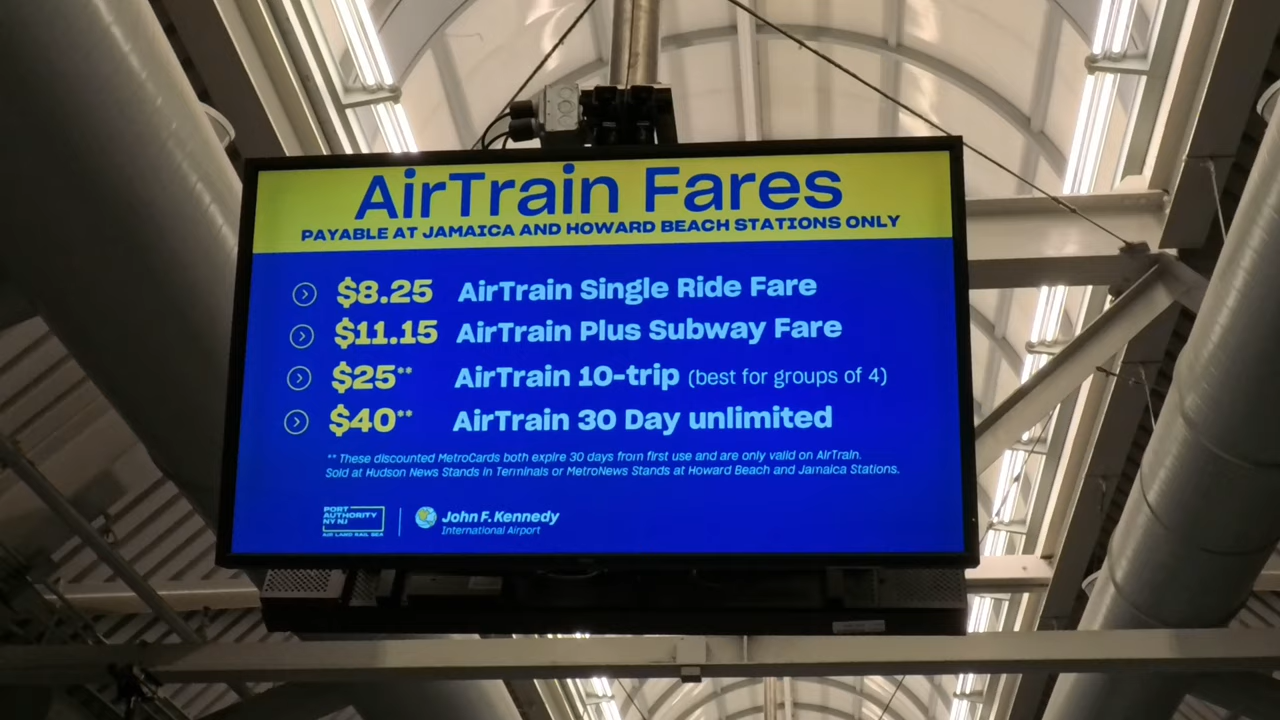 AirTrain Fares
PAYABLE AT JAMAICA AND HOWARD BEACH STATIONS ONLY
$8.25 AirTrain Single Ride Fare
$11.15 AirTrain Plus Subway Fare
$25** AirTrain 10-trip (best for groups of 4)
$40** AirTrain 30 Day unlimited
** These discounted MetroCards both expire 30 days from first use and are only valid on AirTrain.
Sold at Hudson News Stands in Terminals or MetroNews Stands at Howard Beach and Jamaica Stations.
PORT
AUTHORITY
NY NJ
AIR LAND RAIL SEA
John F. Kennedy
International Airport